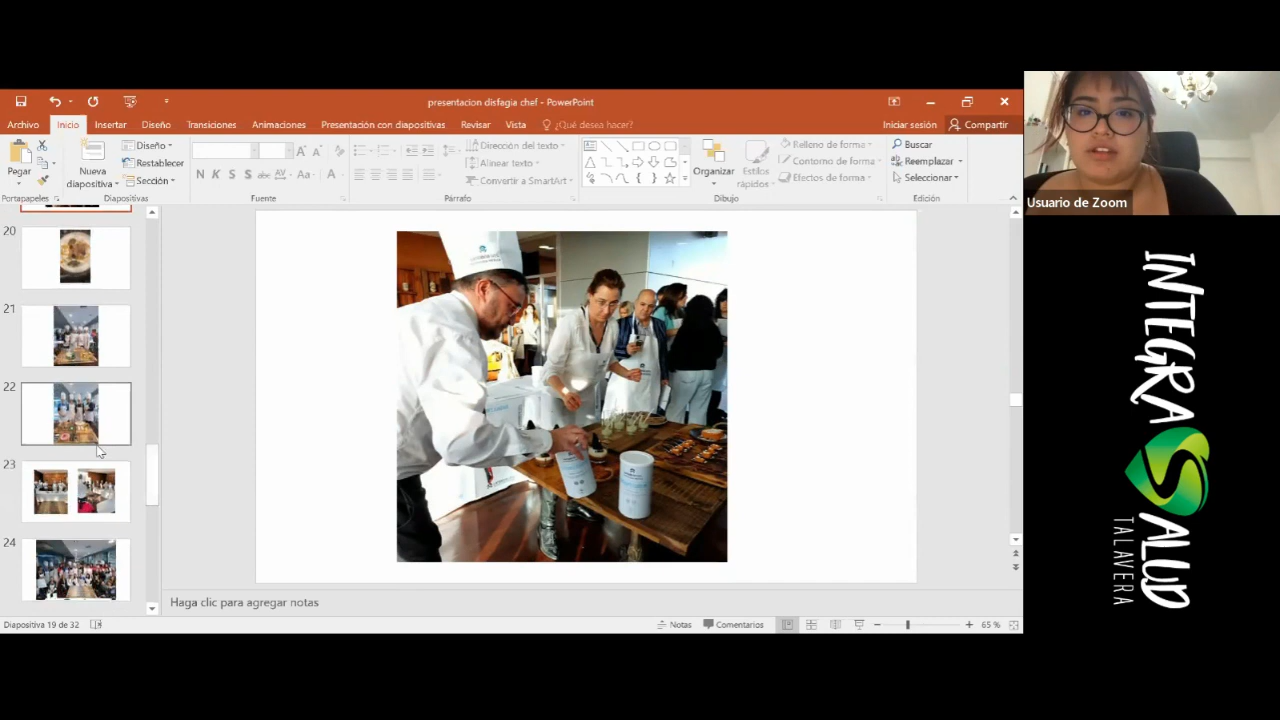 presentacion disfagia chef - PowerPoint
Archivo Inicio Insertar Diseño Transiciones Animaciones Presentación con diapositivas Revisar Vista ¿Qué desea hacer? Iniciar sesión Compartir
Pegar
Nueva diapositiva
Diseño
Restablecer
Sección
N K S S abc AV Aa A
Dirección del texto
Alinear texto
Convertir a SmartArt
Organizar
Estilos rápidos
Relleno de forma
Contorno de forma
Efectos de forma
Buscar
Reemplazar
Seleccionar
Portapapeles Diapositivas Fuente Párrafo Dibujo Edición
20
21
22
23
24
Haga clic para agregar notas
Diapositiva 19 de 32 Notas Comentarios 65 %
Usuario de Zoom
INTEGRA
SALUD
TALAVERA